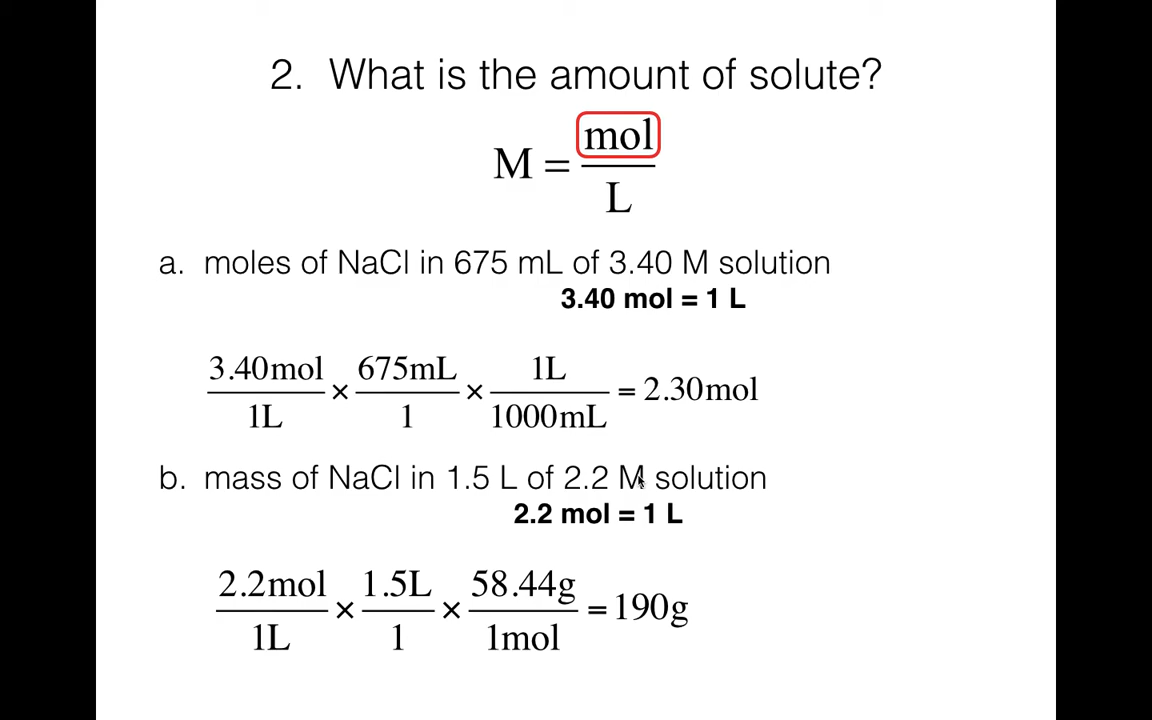 2. What is the amount of solute?
M = mol / L
a. moles of NaCl in 675 mL of 3.40 M solution
3.40 mol = 1 L
3.40mol / 1L × 675mL / 1 × 1L / 1000mL = 2.30mol
b. mass of NaCl in 1.5 L of 2.2 M solution
2.2 mol = 1 L
2.2mol / 1L × 1.5L / 1 × 58.44g / 1mol = 190g